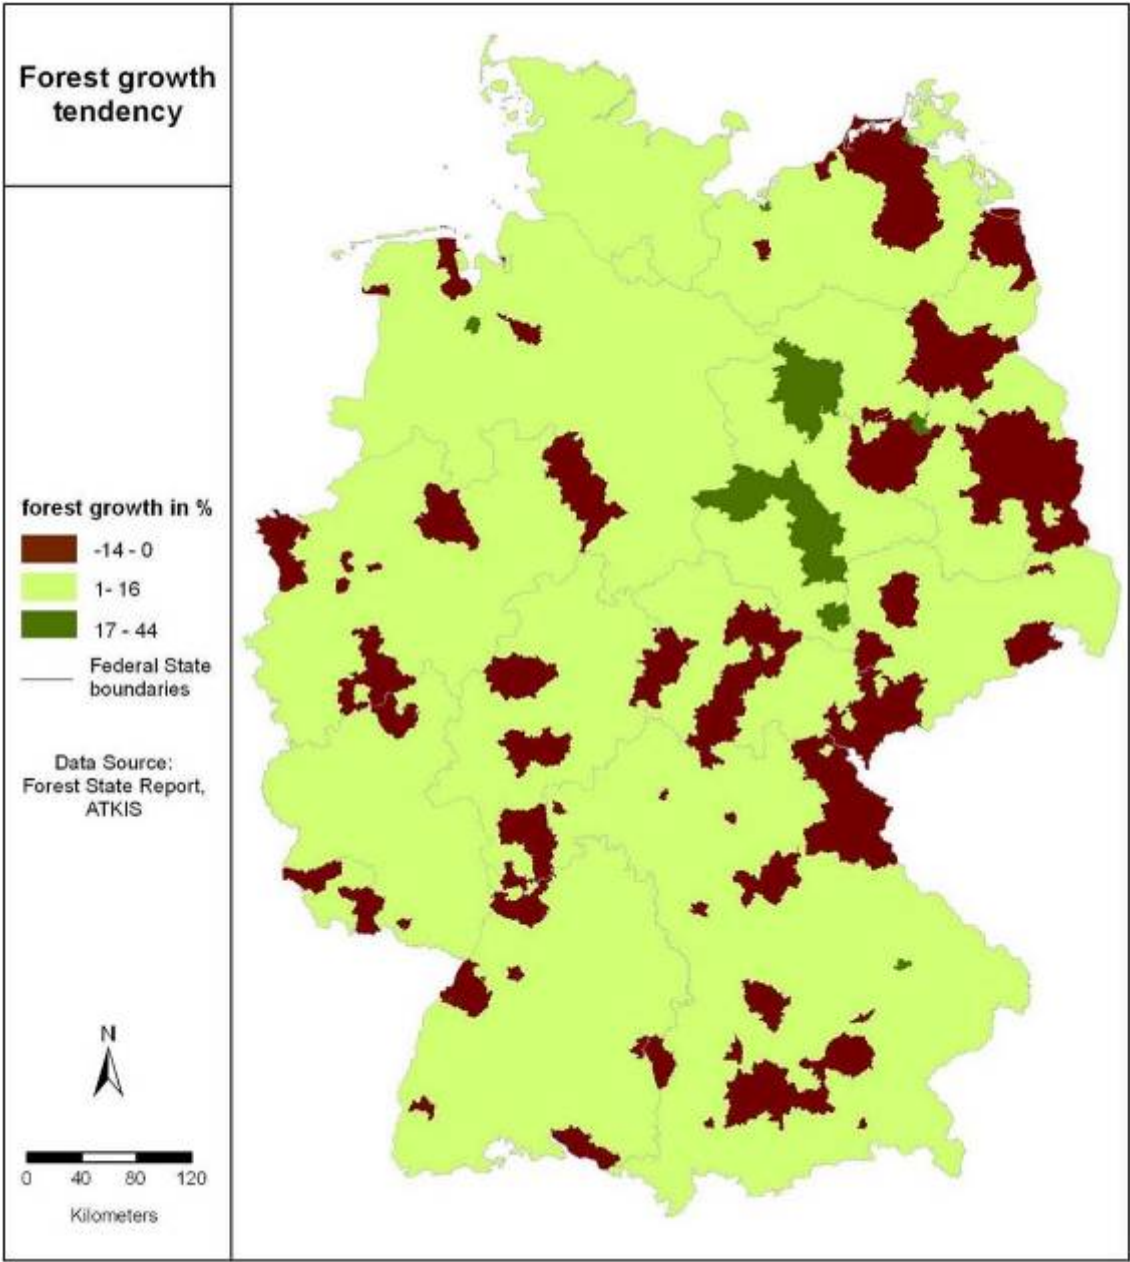 Forest growth
tendency
forest growth in %
-14 - 0
1- 16
17 - 44
Federal State
boundaries
Data Source:
Forest State Report,
ATKIS
N
0 40 80 120
Kilometers